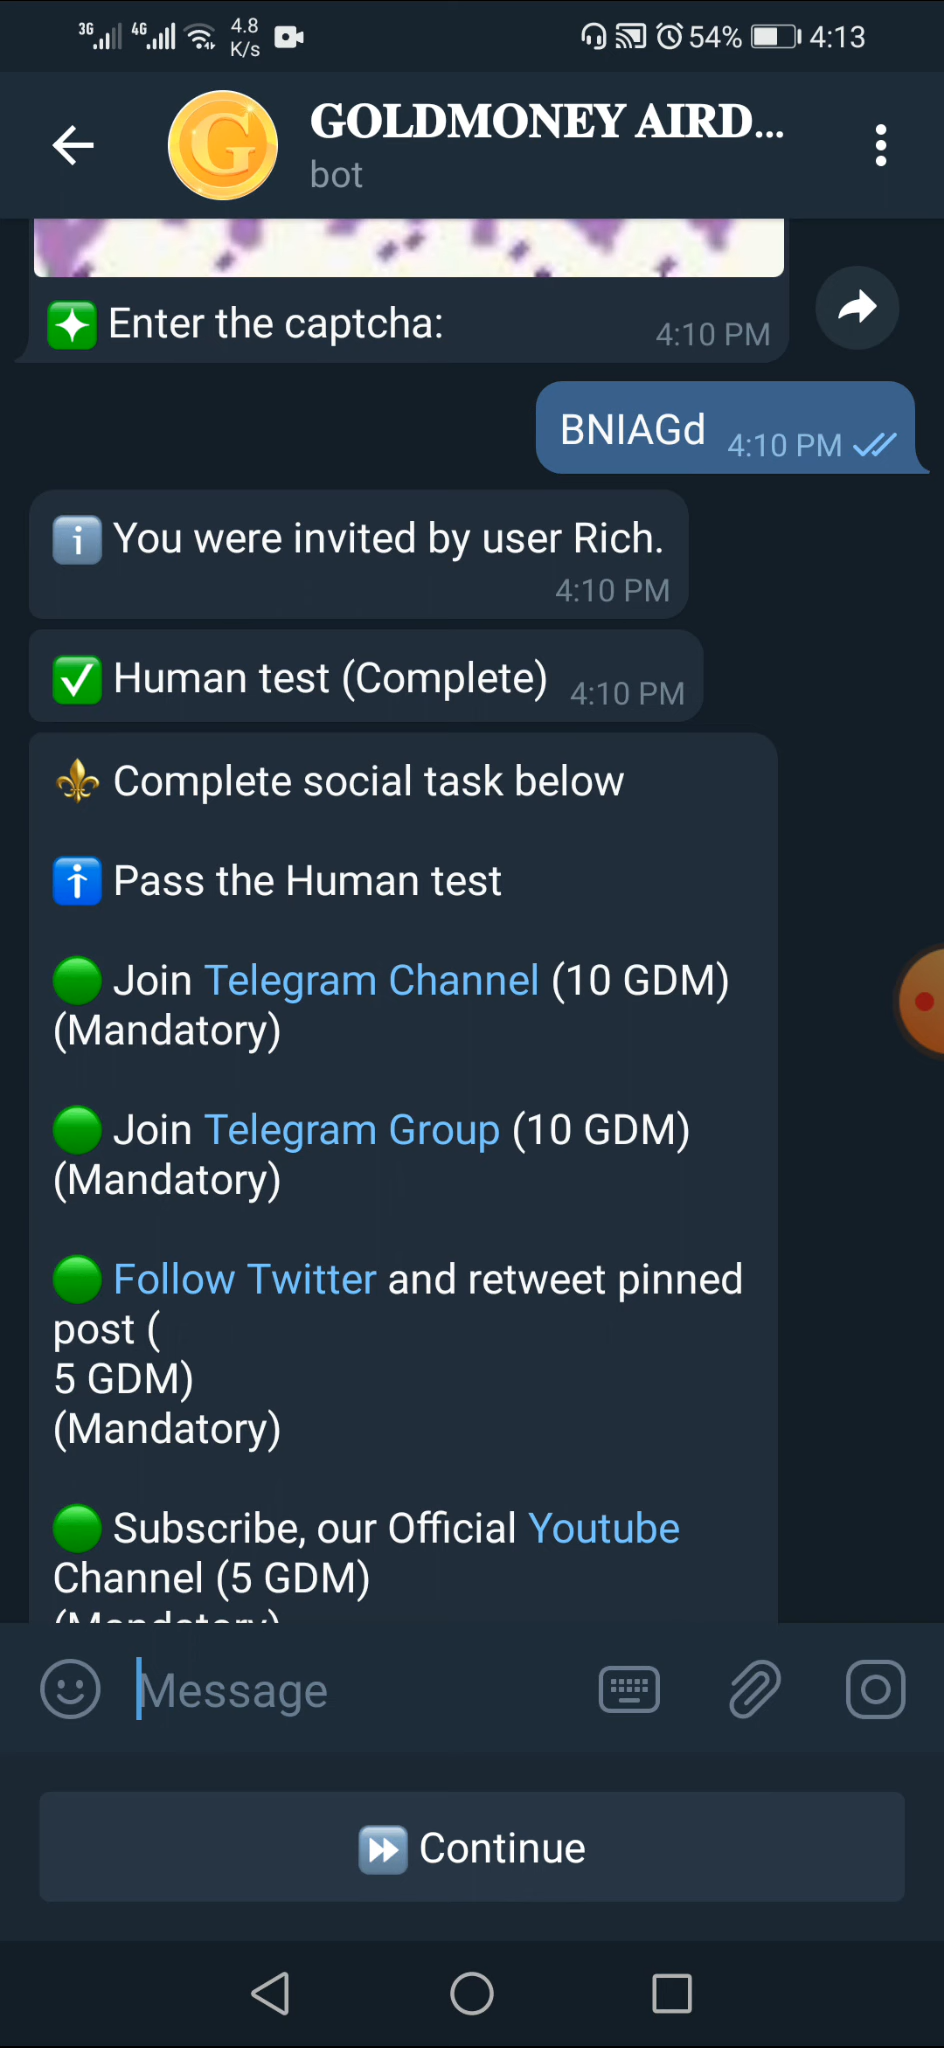 3G 4G 4.8 K/s 54% 4:13
GOLDMONEY AIRD...
bot
Enter the captcha:
4:10 PM
BNIAGd 4:10 PM
You were invited by user Rich.
4:10 PM
Human test (Complete) 4:10 PM
Complete social task below
Pass the Human test
Join Telegram Channel (10 GDM)
(Mandatory)
Join Telegram Group (10 GDM)
(Mandatory)
Follow Twitter and retweet pinned
post (
5 GDM)
(Mandatory)
Subscribe, our Official Youtube
Channel (5 GDM)
(Mandatory)
Message
Continue